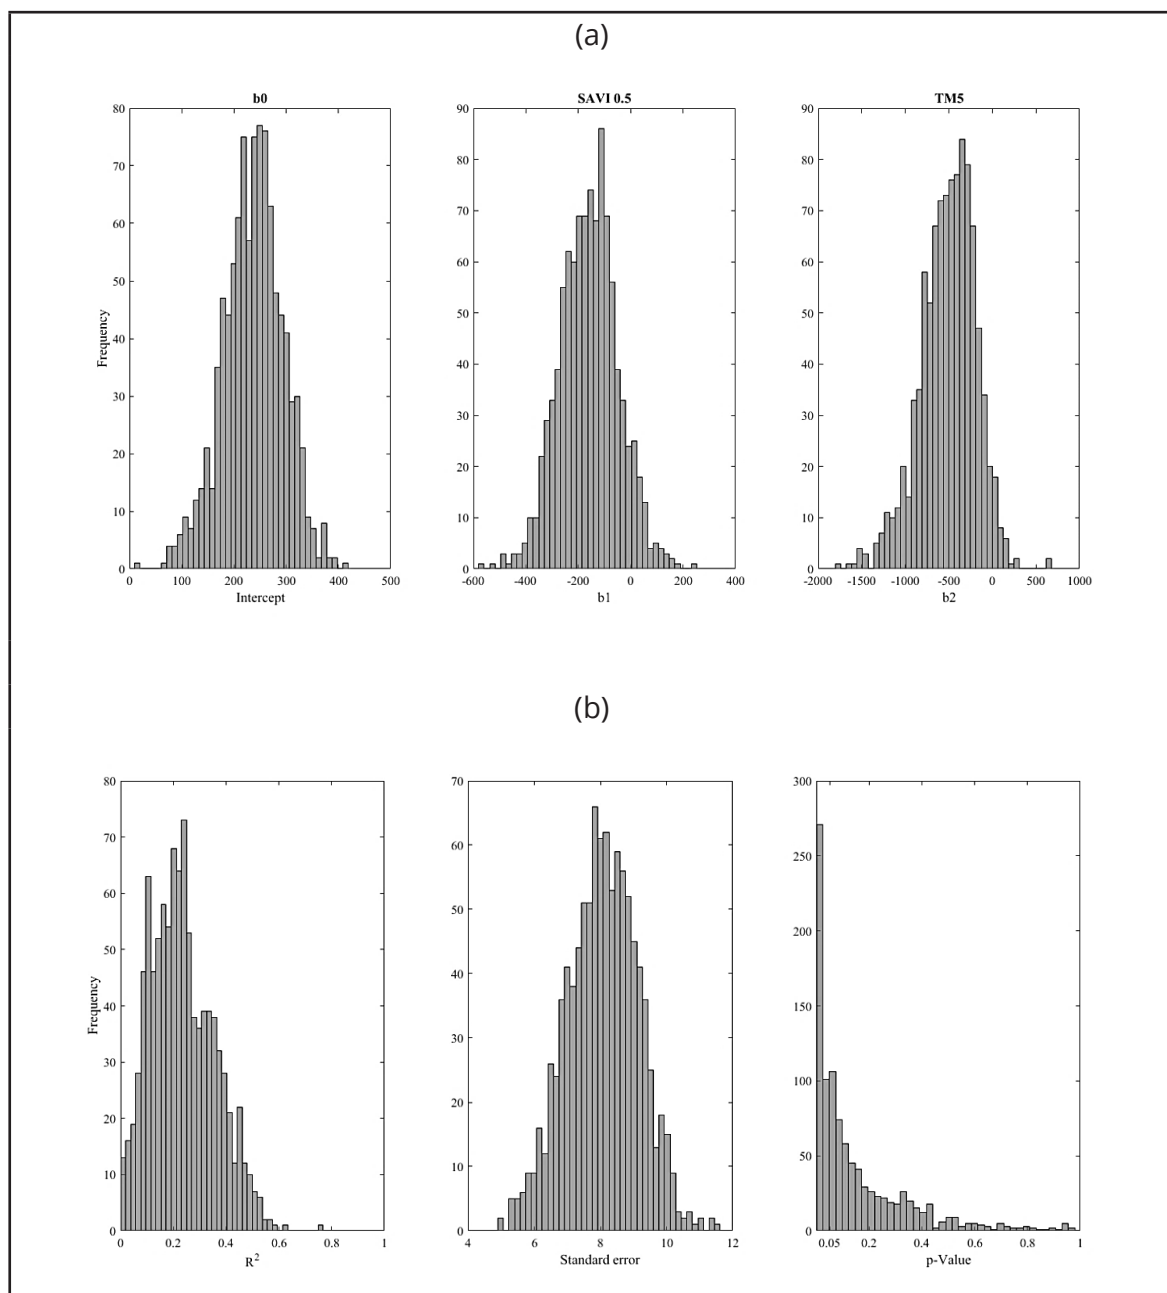 (a)
b0
SAVI 0.5
TM5
80
70
60
50
40
30
20
10
0
Frequency
0 100 200 300 400 500
Intercept
90
80
70
60
50
40
30
20
10
0
-600 -400 -200 0 200 400
b1
90
80
70
60
50
40
30
20
10
0
-2000 -1500 -1000 -500 0 500 1000
b2
(b)
80
70
60
50
40
30
20
10
0
Frequency
0 0.2 0.4 0.6 0.8 1
R²
70
60
50
40
30
20
10
0
4 6 8 10 12
Standard error
300
250
200
150
100
50
0
0.05 0.2 0.4 0.6 0.8 1
p-Value